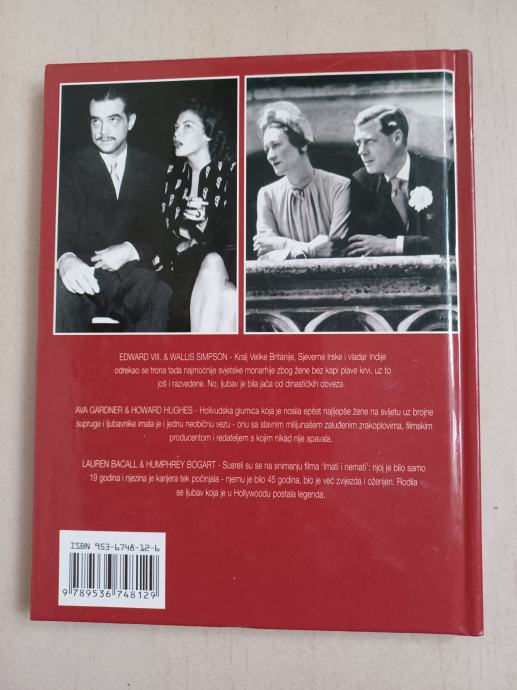 EDWARD VIII. & WALLIS SIMPSON - Kralj Velike Britanije, Sjeverne Irske i vladar Indije
odrekao se trona tada najmoćnije svjetske monarhije zbog žene bez kapi plave krvi, uz to
još i razvedene. No, ljubav je bila jača od dinastičkih obveza.
AVA GARDNER & HOWARD HUGHES - Holivudska glumica koja je nosila epitet najljepše žene na svijetu uz brojne
supruge i ljubavnike imala je i jednu neobičnu vezu - onu sa slavnim milijunašem zaluđenim zrakoplovima, filmskim
producentom i redateljem s kojim nikad nije spavala.
LAUREN BACALL & HUMPHREY BOGART - Susreli su se na snimanju filma 'Imati i nemati': njoj je bilo samo
19 godina i njezina je karijera tek počinjala - njemu je bilo 45 godina, bio je već zvijezda i oženjen. Rodila
se ljubav koja je u Hollywoodu postala legenda.
ISBN 953-6748-12-6
9 789536 748129